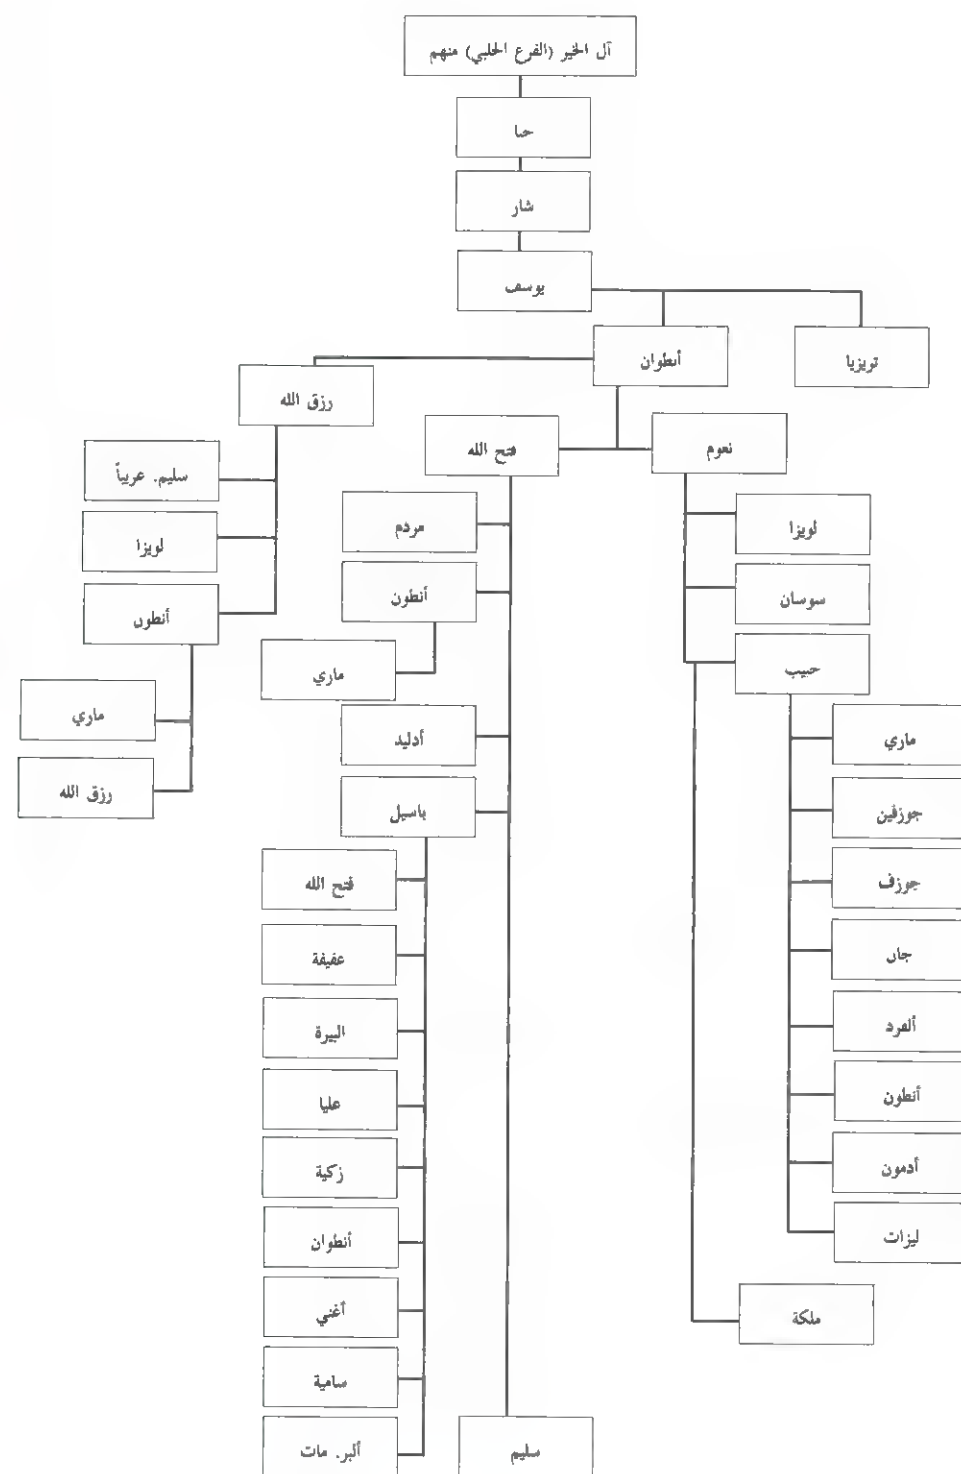 آل الخير (الفرع الحلبي) منهم
حنا
شار
يوسف
تريزيا
أنطوان
رزق الله
نعوم
فتح الله
سليم. عربياً
لويزا
أنطون
ماري
رزق الله
مردم
أنطون
ماري
أدليد
باسيل
فتح الله
عفيفة
البيرة
عليا
زكية
أنطوان
أغني
سامية
ألبر. مات
سليم
لويزا
سوسان
حبيب
ماري
جوزفين
جوزف
جان
ألفرد
أنطون
أدمون
ليزات
ملكة